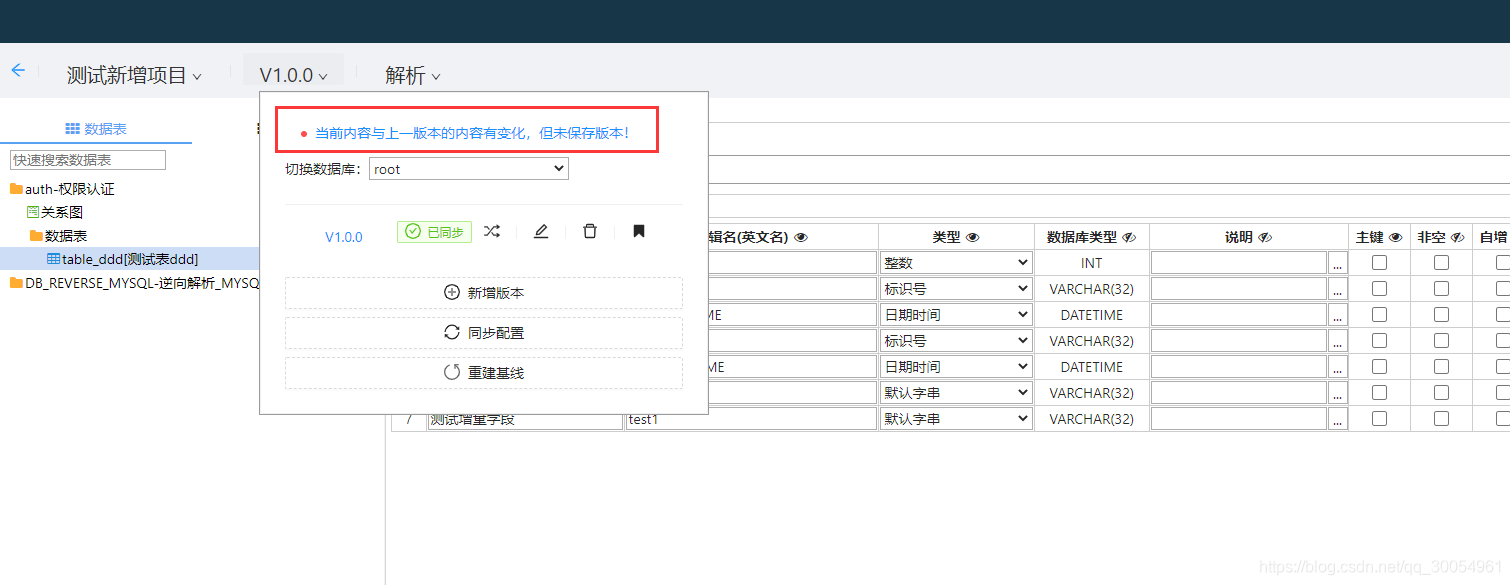 测试新增项目 V1.0.0 解析
数据表
快速搜索数据表
auth-权限认证
关系图
数据表
table_ddd[测试表ddd]
DB_REVERSE_MYSQL-逆向解析_MYSQ
当前内容与上一版本的内容有变化，但未保存版本！
切换数据库： root
V1.0.0 已同步
新增版本
同步配置
重建基线
辑名(英文名) 类型 数据库类型 说明 主键 非空 自增
整数 INT ...
标识号 VARCHAR(32) ...
ME 日期时间 DATETIME ...
标识号 VARCHAR(32) ...
ME 日期时间 DATETIME ...
默认字串 VARCHAR(32) ...
7 测试增量字段 test1 默认字串 VARCHAR(32) ...
https://blog.csdn.net/qq_30054961